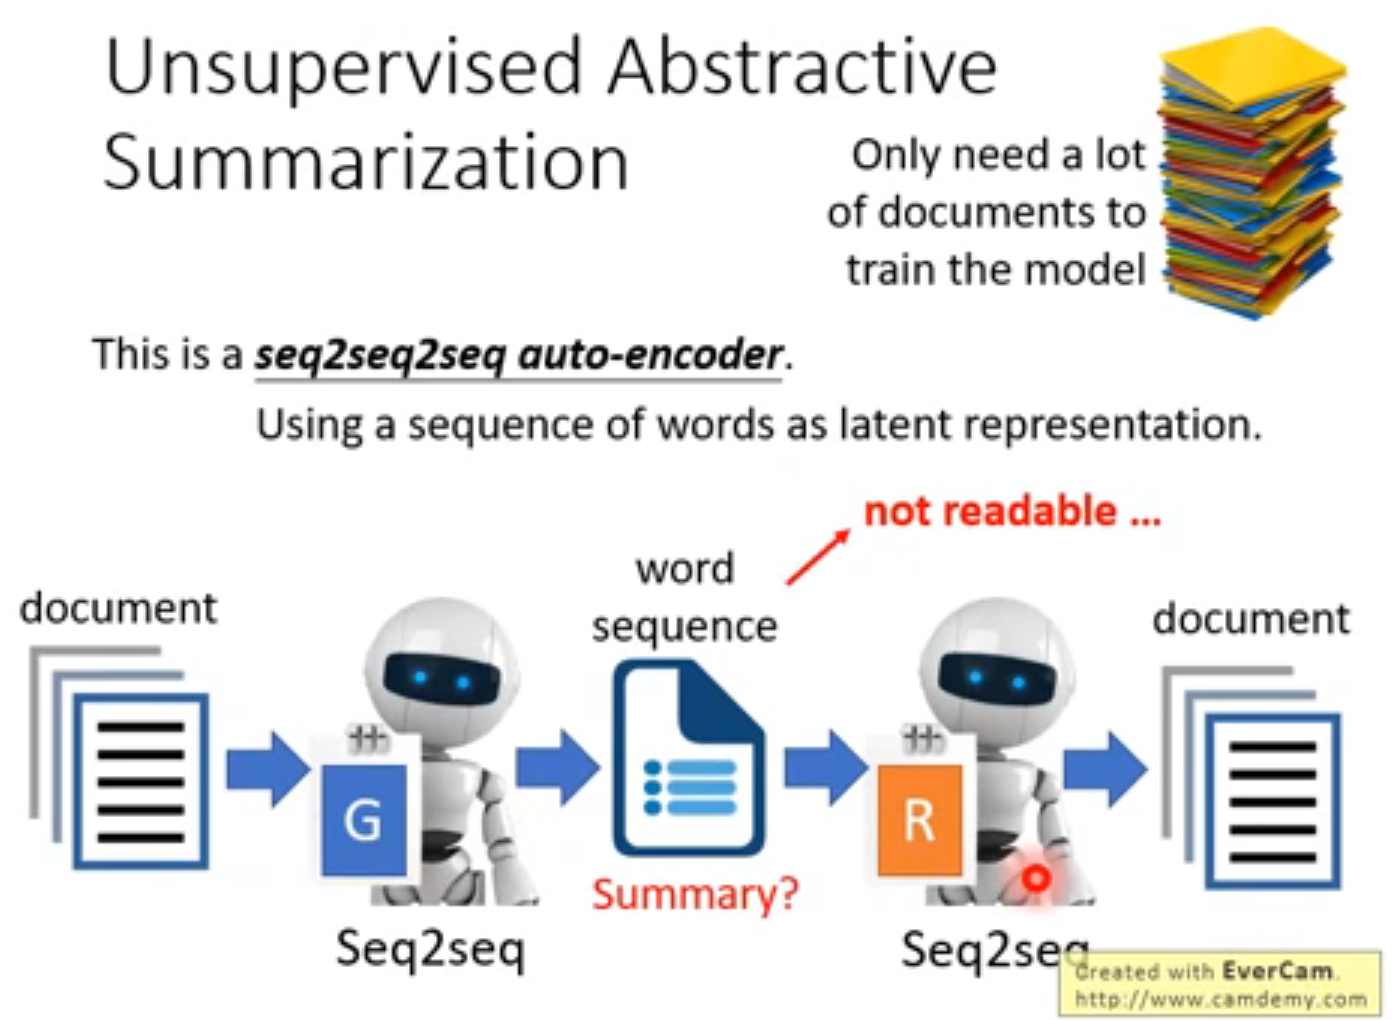 Unsupervised Abstractive
Summarization
Only need a lot
of documents to
train the model
This is a seq2seq2seq auto-encoder.
Using a sequence of words as latent representation.
not readable ...
document
word
sequence
document
G
R
Summary?
Seq2seq
Seq2seq
Created with EverCam.
http://www.camdemy.com